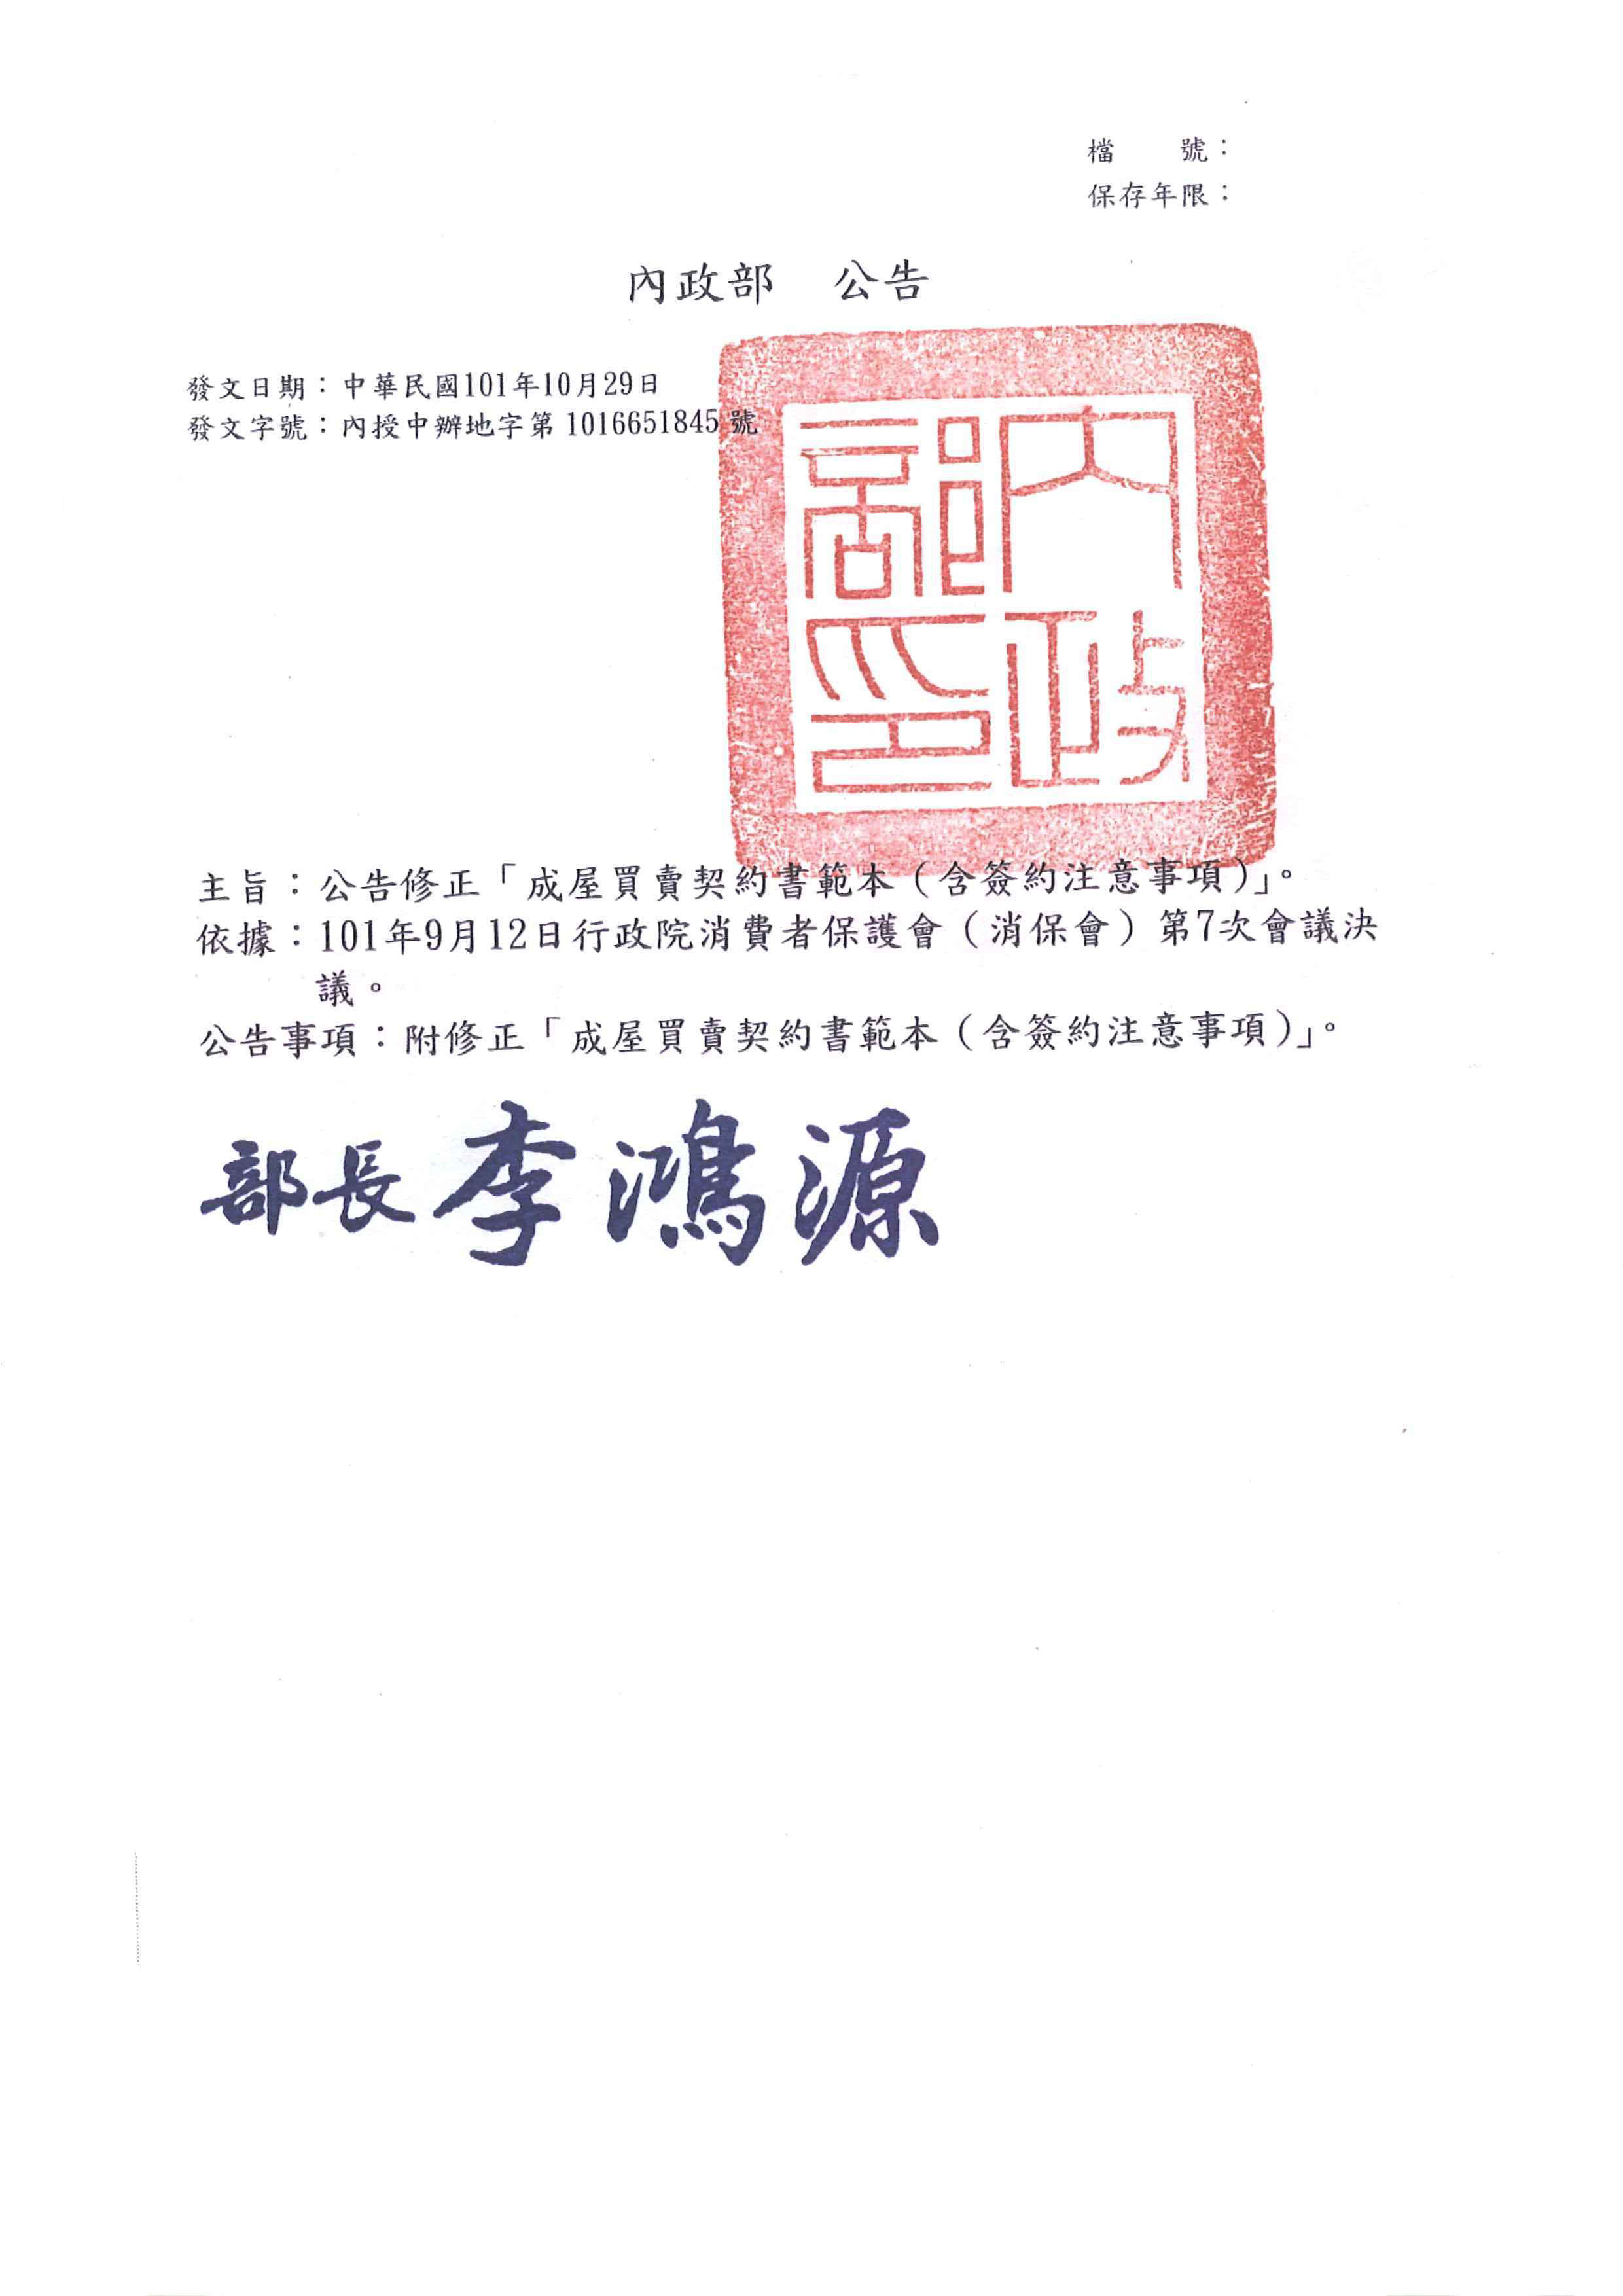 檔　　號：
保存年限：
內政部　公告
發文日期：中華民國101年10月29日
發文字號：內授中辦地字第1016651845號
內政部印
主旨：公告修正「成屋買賣契約書範本（含簽約注意事項）」。
依據：101年9月12日行政院消費者保護會（消保會）第7次會議決
議。
公告事項：附修正「成屋買賣契約書範本（含簽約注意事項）」。
部長李鴻源